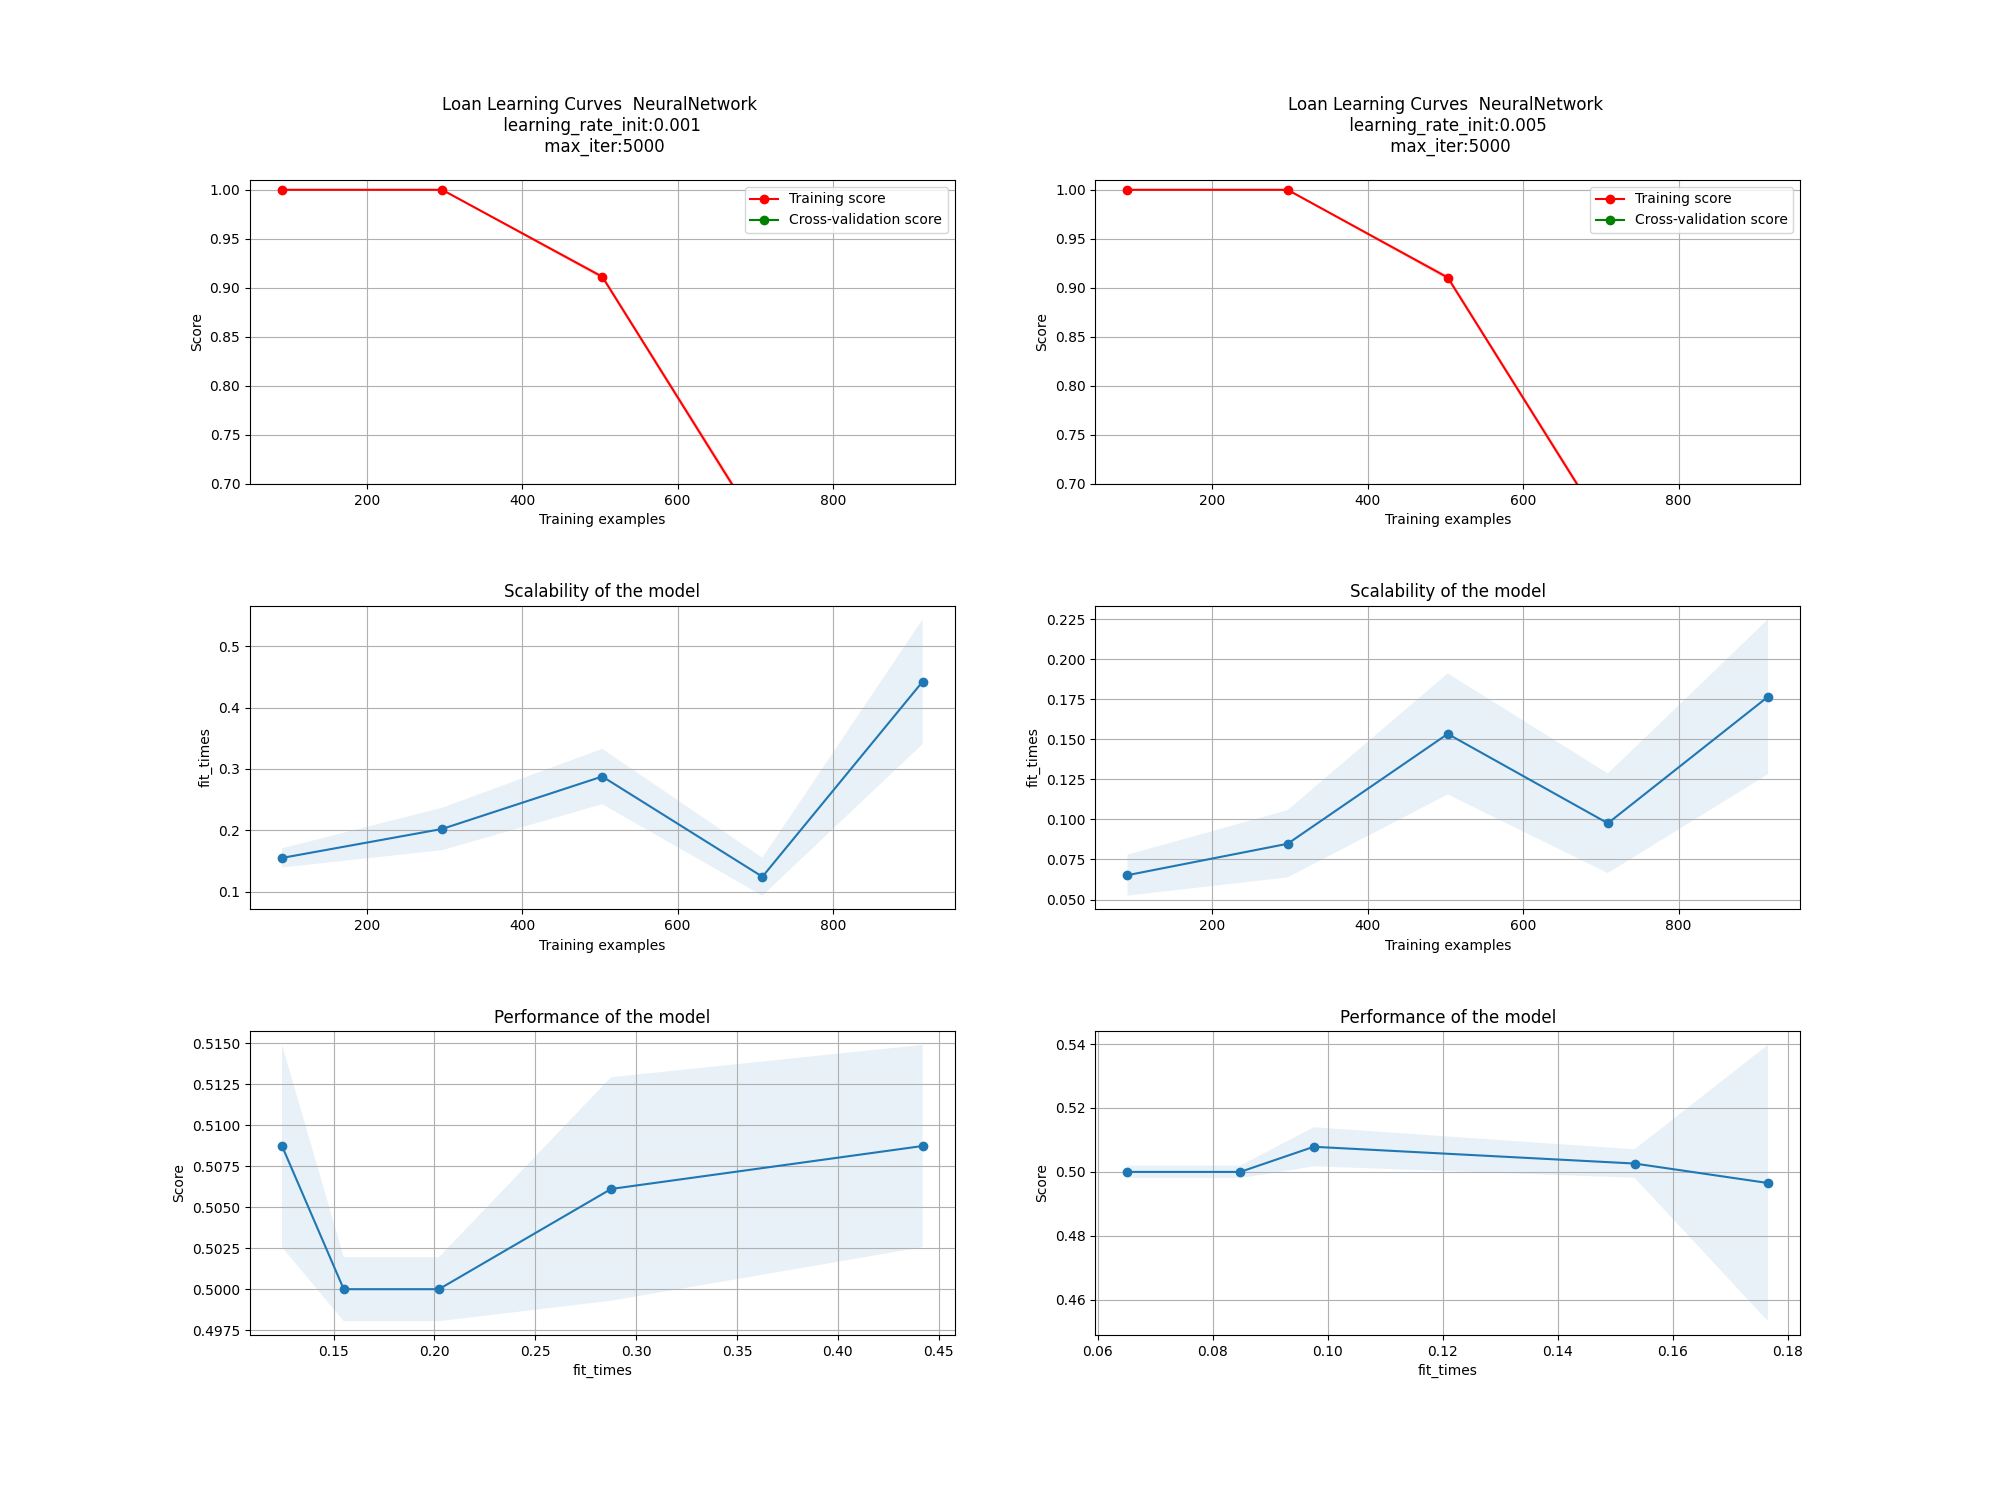 Loan Learning Curves  NeuralNetwork
learning_rate_init:0.001
max_iter:5000
1.00
0.95
0.90
0.85
0.80
0.75
0.70
Score
Training score
Cross-validation score
200
400
600
800
Training examples
Loan Learning Curves  NeuralNetwork
learning_rate_init:0.005
max_iter:5000
1.00
0.95
0.90
0.85
0.80
0.75
0.70
Score
Training score
Cross-validation score
200
400
600
800
Training examples
Scalability of the model
0.5
0.4
0.3
0.2
0.1
fit_times
200
400
600
800
Training examples
Scalability of the model
0.225
0.200
0.175
0.150
0.125
0.100
0.075
0.050
fit_times
200
400
600
800
Training examples
Performance of the model
0.5150
0.5125
0.5100
0.5075
0.5050
0.5025
0.5000
0.4975
Score
0.15
0.20
0.25
0.30
0.35
0.40
0.45
fit_times
Performance of the model
0.54
0.52
0.50
0.48
0.46
Score
0.06
0.08
0.10
0.12
0.14
0.16
0.18
fit_times